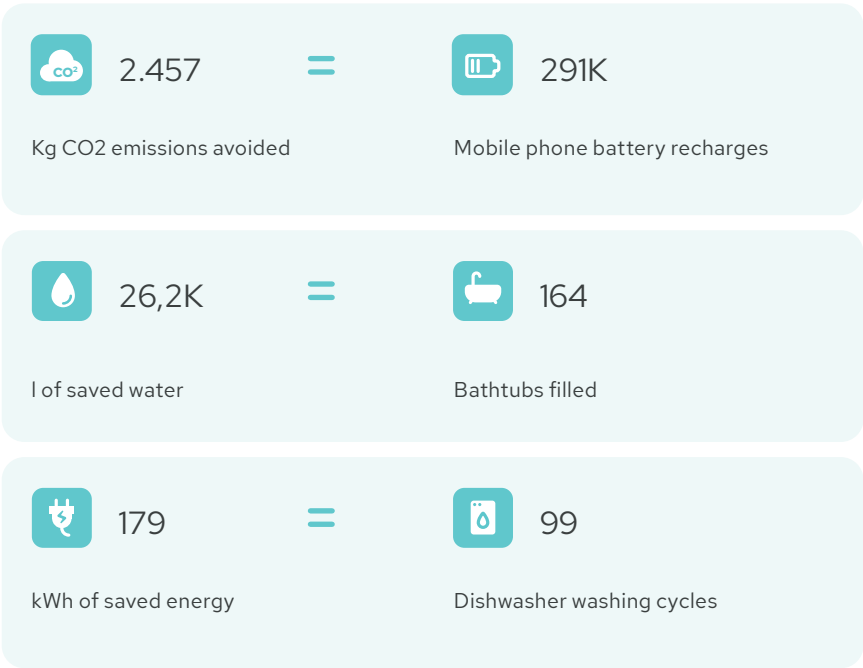 CO²
2.457
=
291K
Kg CO2 emissions avoided
Mobile phone battery recharges
26,2K
=
164
l of saved water
Bathtubs filled
179
=
99
kWh of saved energy
Dishwasher washing cycles